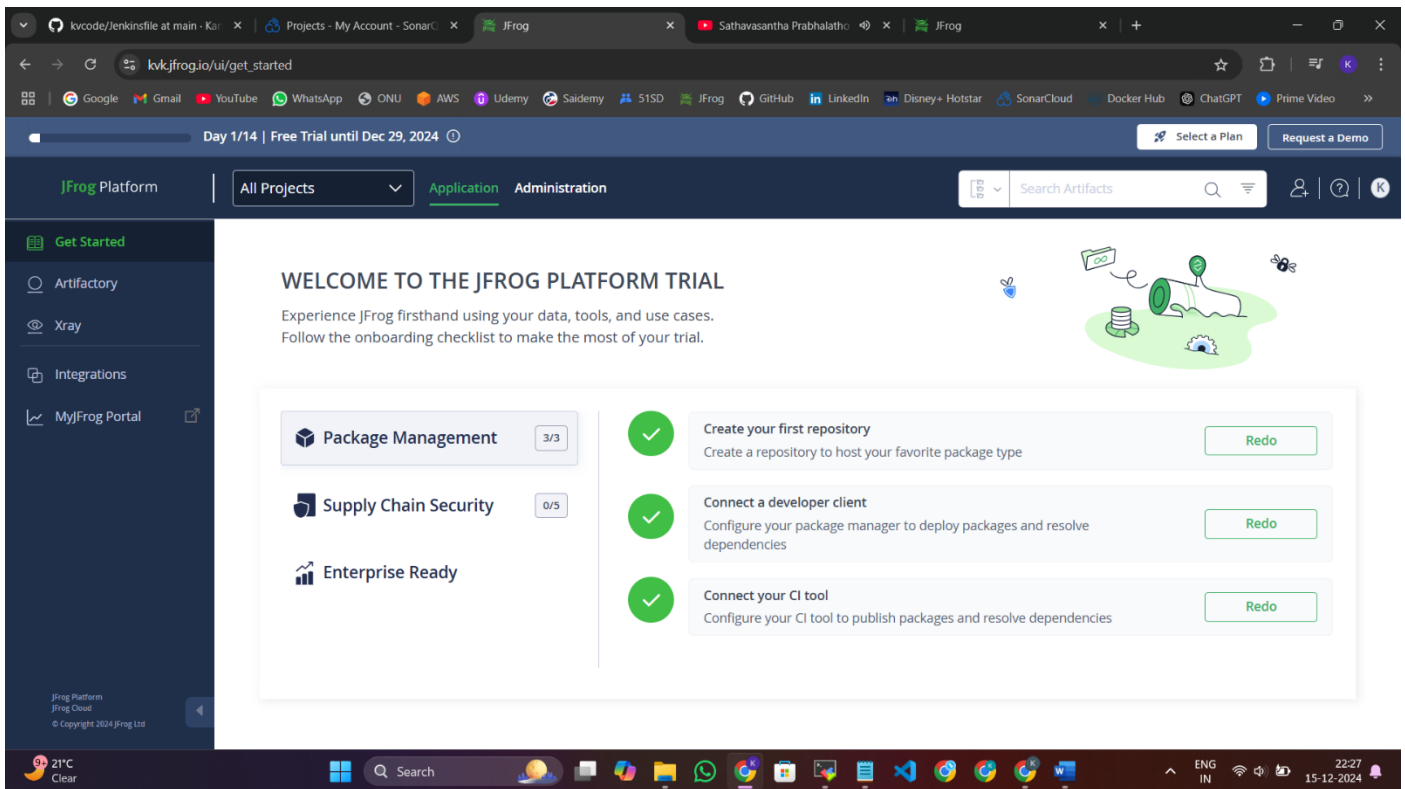 kvcode/Jenkinsfile at main · Kar
Projects - My Account - SonarC
JFrog
Sathavasantha Prabhalatho
JFrog
kvk.jfrog.io/ui/get_started
K
Google
Gmail
YouTube
WhatsApp
ONU
AWS
Udemy
Saidemy
51SD
JFrog
GitHub
LinkedIn
Disney+ Hotstar
SonarCloud
Docker Hub
ChatGPT
Prime Video
Day 1/14 | Free Trial until Dec 29, 2024
Select a Plan
Request a Demo
JFrog Platform
All Projects
Application
Administration
Search Artifacts
K
Get Started
Artifactory
Xray
Integrations
MyJFrog Portal
WELCOME TO THE JFROG PLATFORM TRIAL
Experience JFrog firsthand using your data, tools, and use cases.
Follow the onboarding checklist to make the most of your trial.
Package Management 3/3
Supply Chain Security 0/5
Enterprise Ready
Create your first repository
Create a repository to host your favorite package type
Redo
Connect a developer client
Configure your package manager to deploy packages and resolve
dependencies
Redo
Connect your CI tool
Configure your CI tool to publish packages and resolve dependencies
Redo
JFrog Platform
JFrog Cloud
© Copyright 2024 JFrog Ltd
9+
21°C
Clear
Search
ENG
IN
22:27
15-12-2024